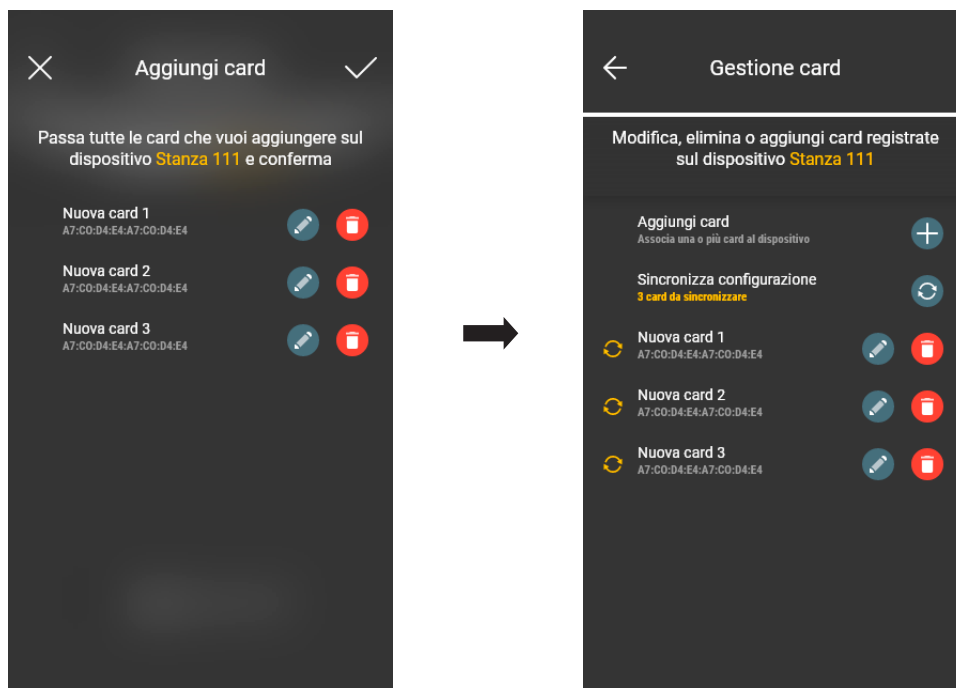 Aggiungi card
Passa tutte le card che vuoi aggiungere sul
dispositivo Stanza 111 e conferma
Nuova card 1
A7:C0:D4:E4:A7:C0:D4:E4
Nuova card 2
A7:C0:D4:E4:A7:C0:D4:E4
Nuova card 3
A7:C0:D4:E4:A7:C0:D4:E4
Gestione card
Modifica, elimina o aggiungi card registrate
sul dispositivo Stanza 111
Aggiungi card
Associa una o più card al dispositivo
Sincronizza configurazione
3 card da sincronizzare
Nuova card 1
A7:C0:D4:E4:A7:C0:D4:E4
Nuova card 2
A7:C0:D4:E4:A7:C0:D4:E4
Nuova card 3
A7:C0:D4:E4:A7:C0:D4:E4